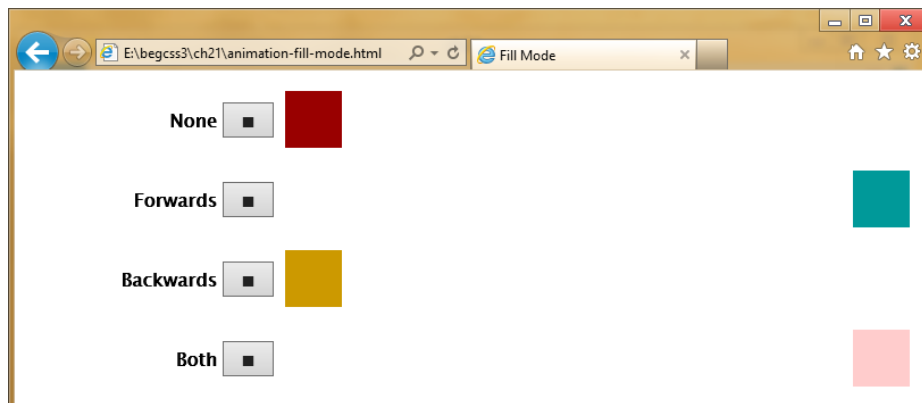 E:\begcss3\ch21\animation-fill-mode.html
Fill Mode
None
Forwards
Backwards
Both